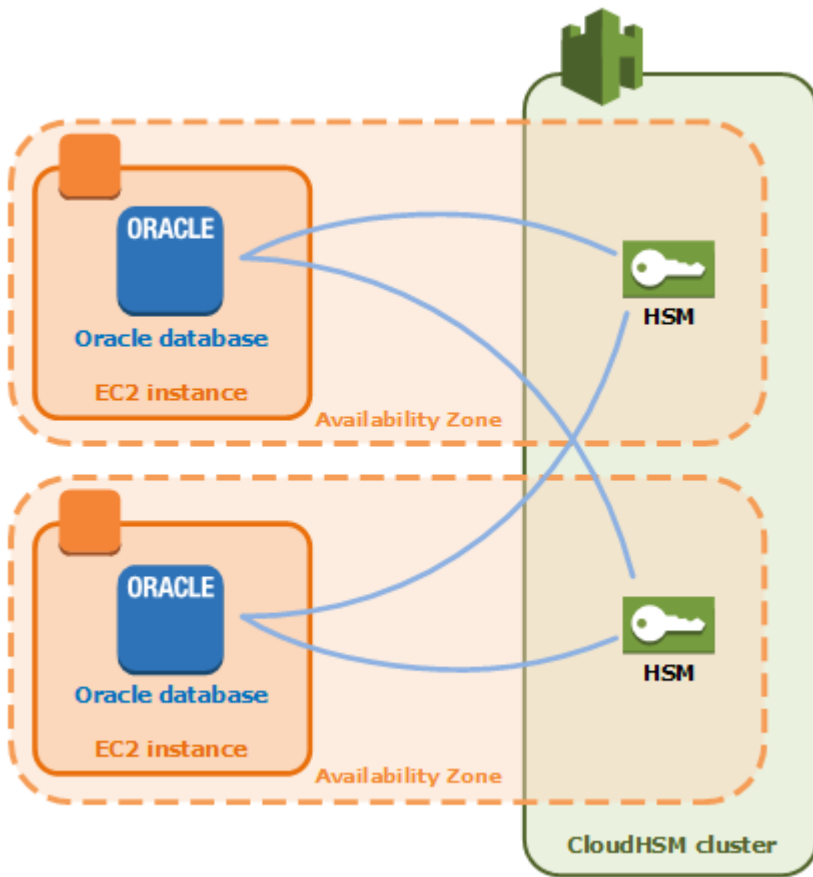 ORACLE
Oracle database
EC2 instance
HSM
Availability Zone
ORACLE
Oracle database
EC2 instance
HSM
Availability Zone
CloudHSM cluster